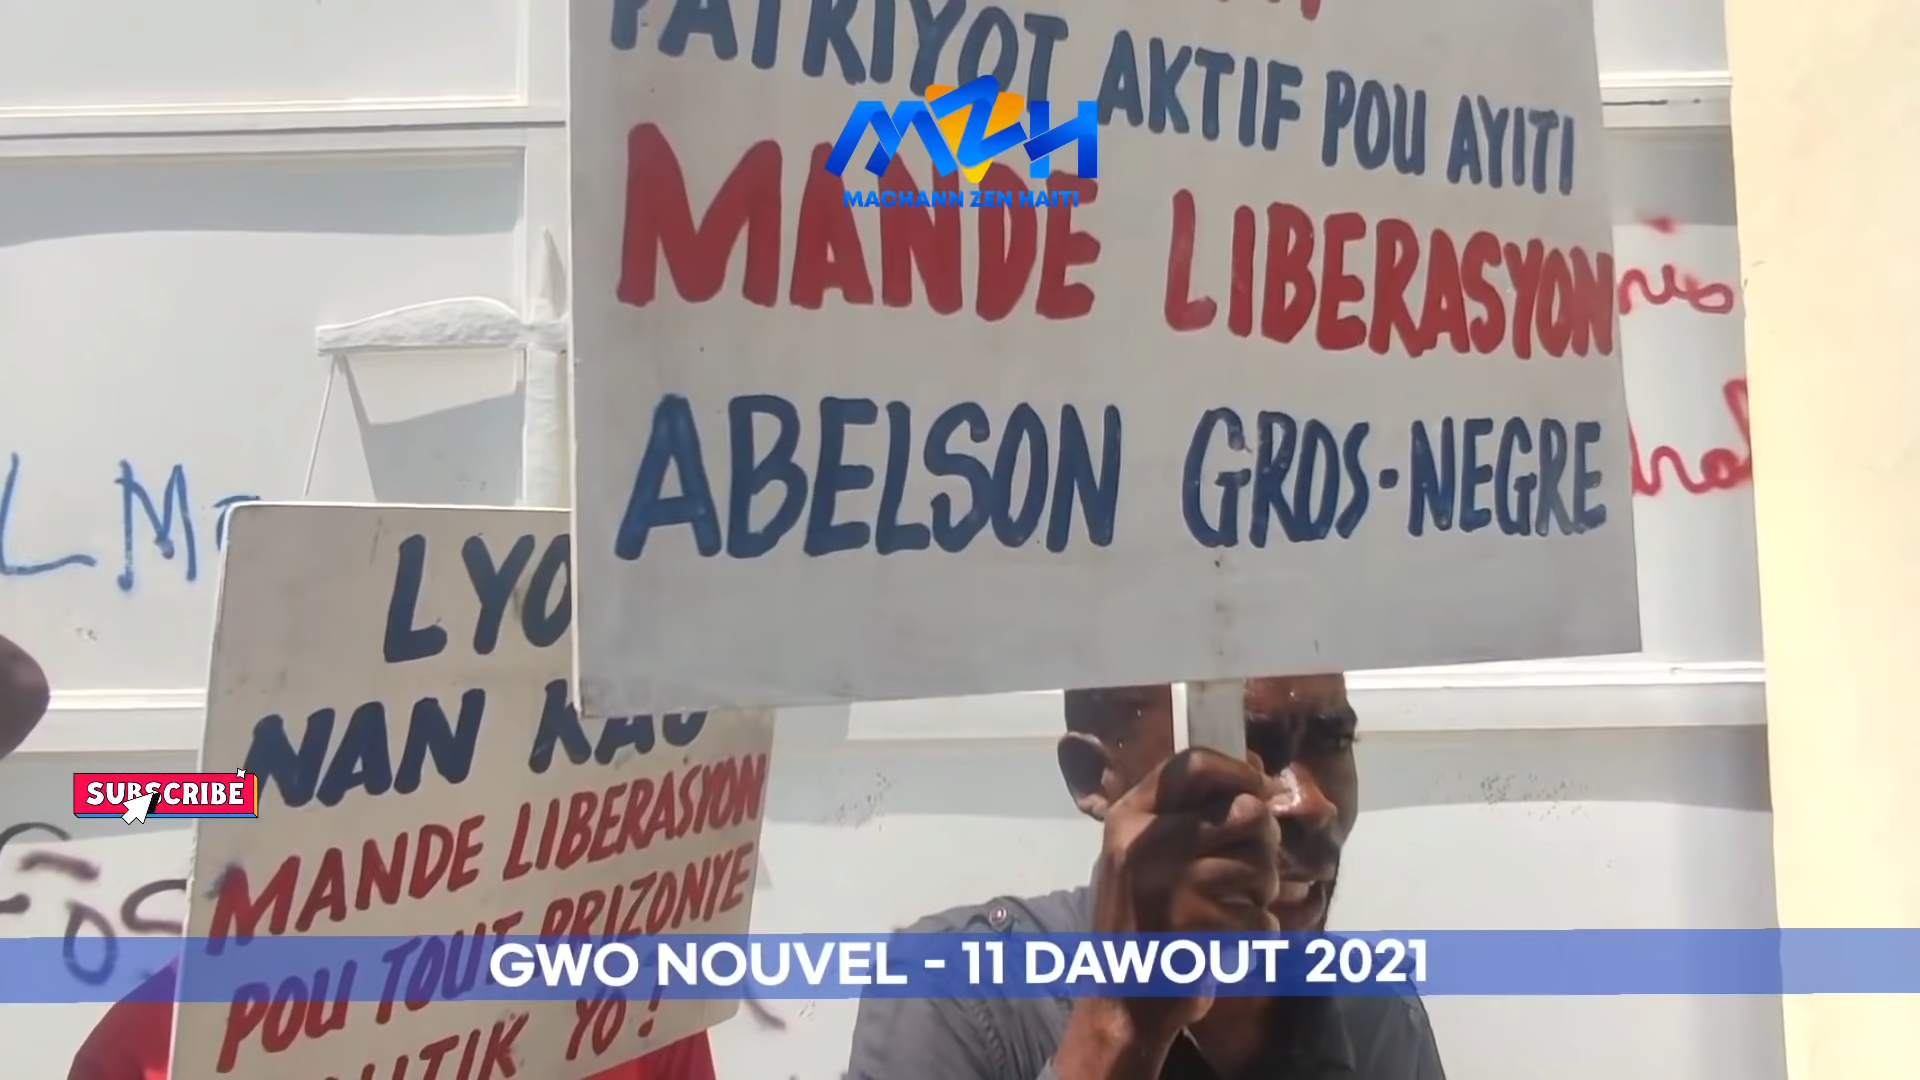 PATRIYOT AKTIF POU AYITI
MANDE LIBERASYON
ABELSON GROS-NEGRE
MZH
MACHANN ZEN HAITI
LYO
NAN KAO
MANDE LIBERASYON
POU TOUT PRIZONYE
LITIK YO!
L M
SUBSCRIBE
GWO NOUVEL - 11 DAWOUT 2021